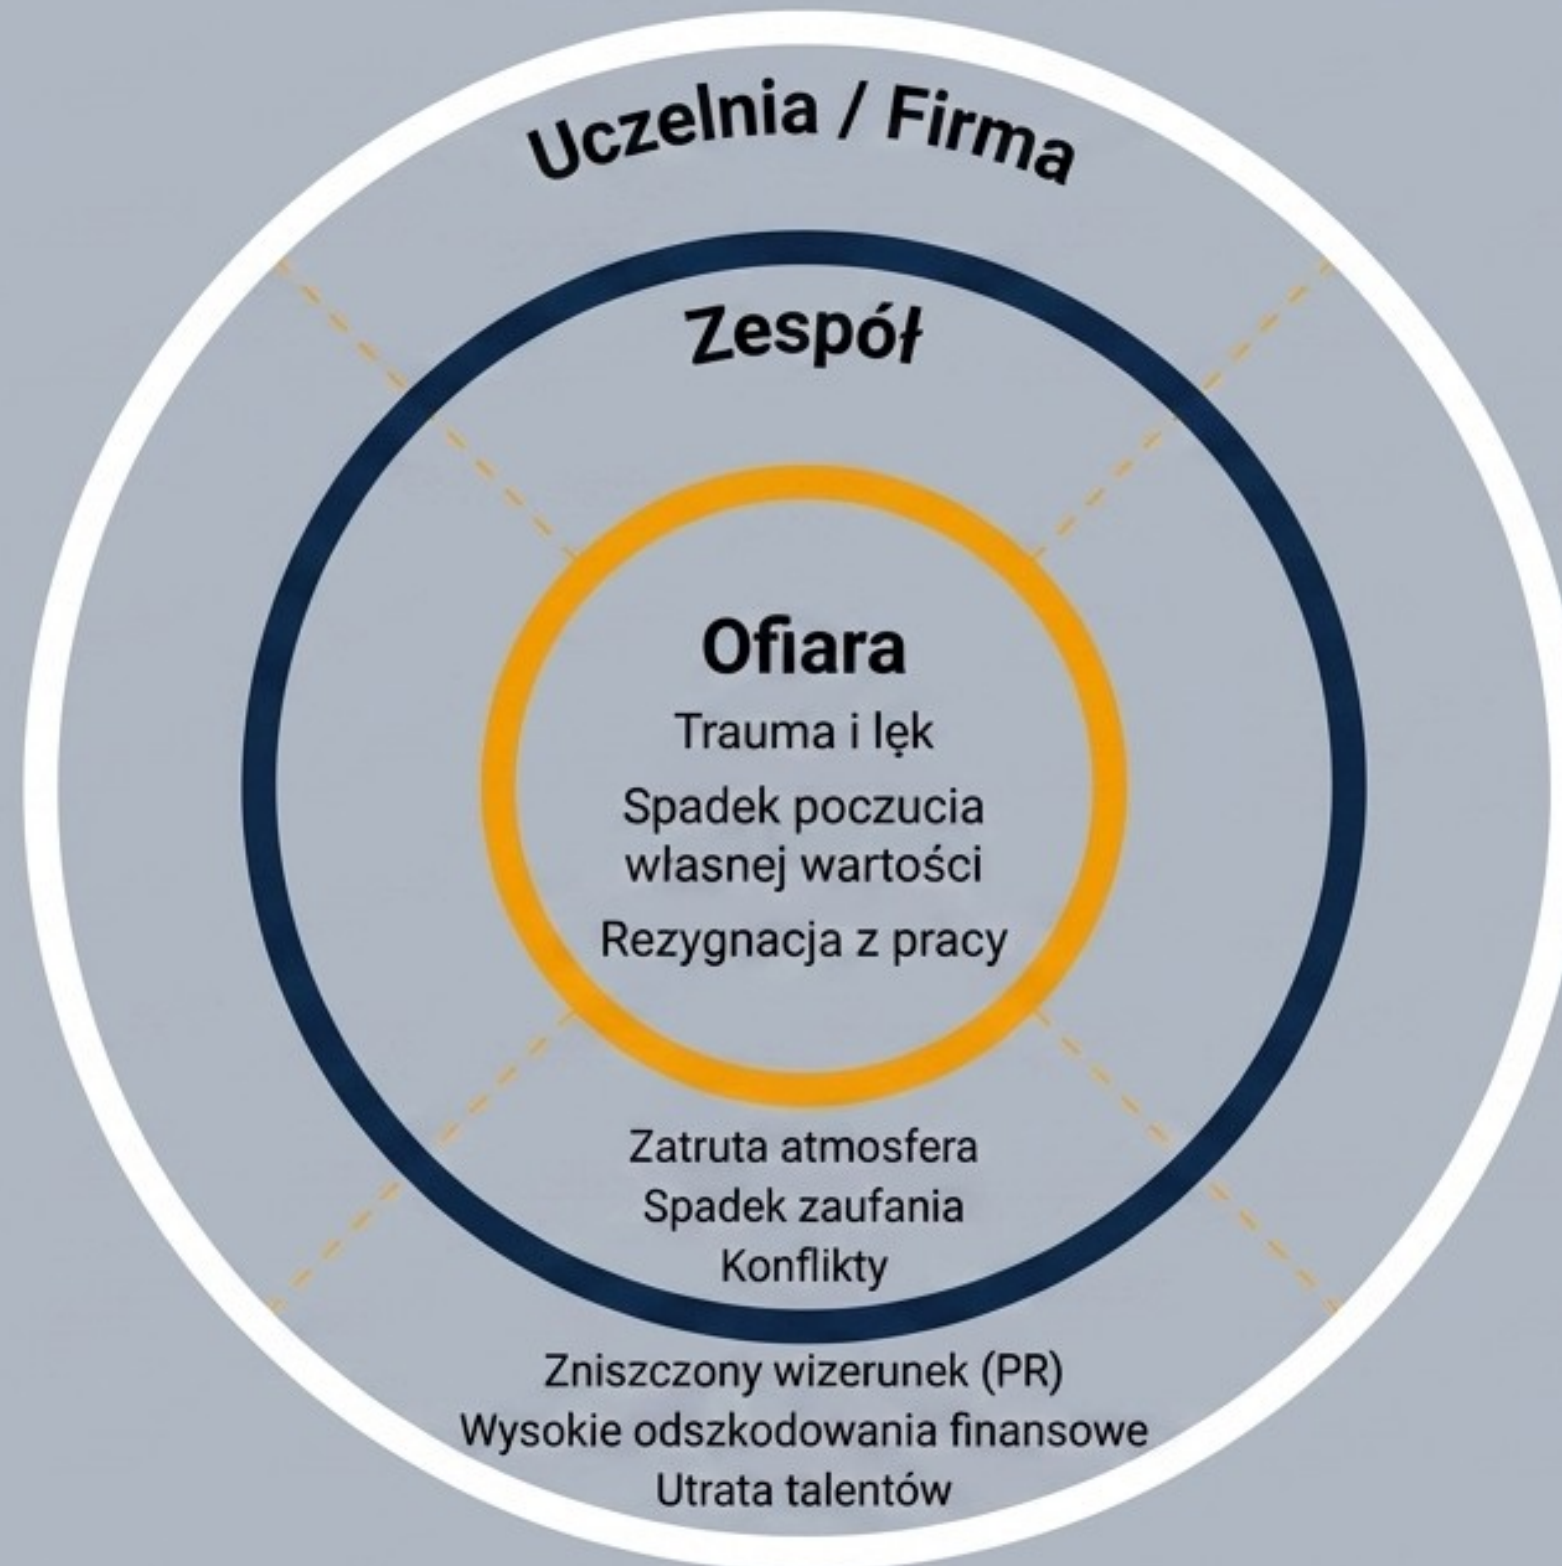 Uczelnia / Firma
Zespół
Ofiara
Trauma i lęk
Spadek poczucia
własnej wartości
Rezygnacja z pracy
Zatruta atmosfera
Spadek zaufania
Konflikty
Zniszczony wizerunek (PR)
Wysokie odszkodowania finansowe
Utrata talentów